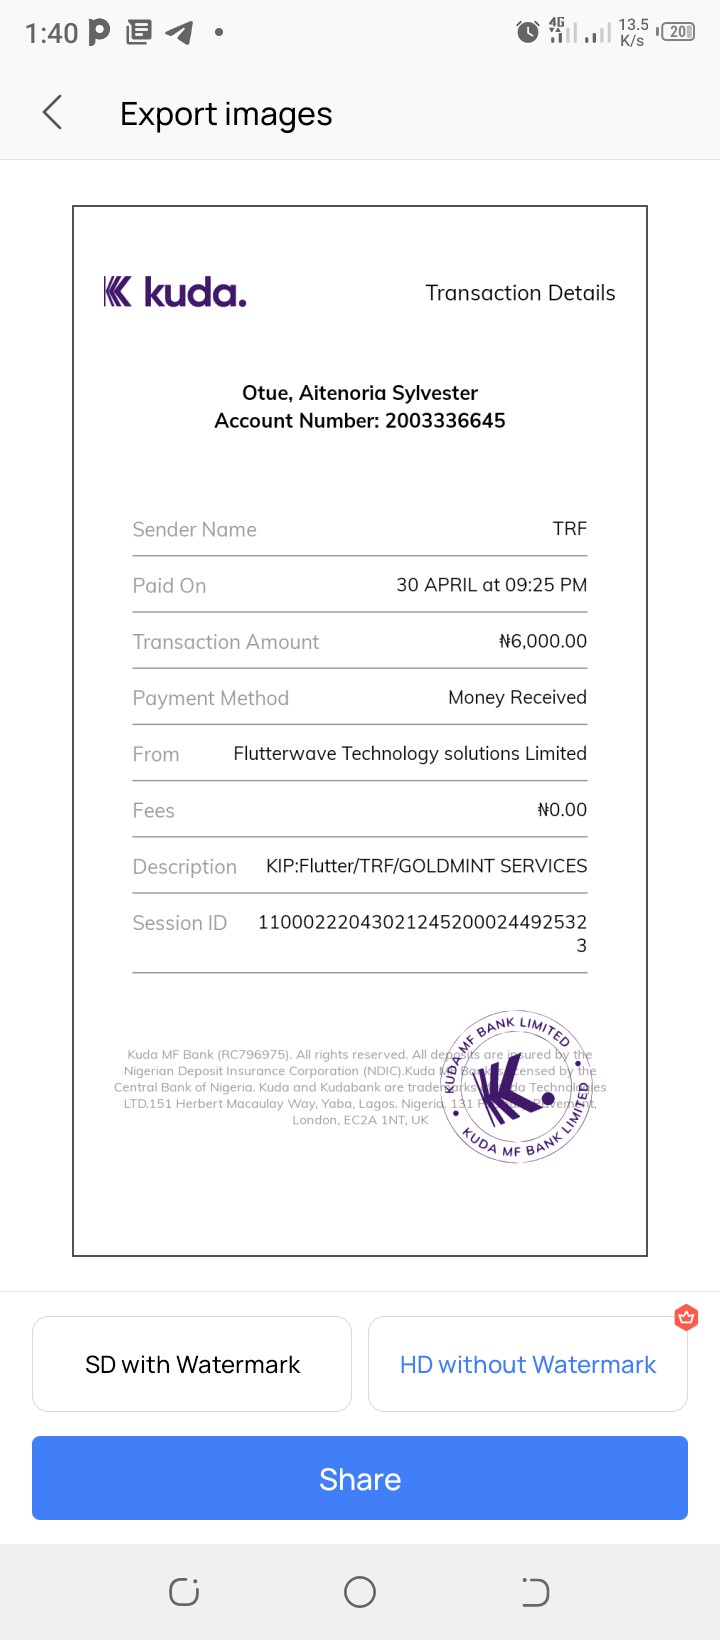 1:40
4G
13.5
K/s
20
Export images
kuda.
Transaction Details
Otue, Aitenoria Sylvester
Account Number: 2003336645
Sender Name TRF
Paid On 30 APRIL at 09:25 PM
Transaction Amount ₦6,000.00
Payment Method Money Received
From Flutterwave Technology solutions Limited
Fees ₦0.00
Description KIP:Flutter/TRF/GOLDMINT SERVICES
Session ID 11000222043021245200024492532
3
Kuda MF Bank (RC796975). All rights reserved. All deposits are insured by the
Nigerian Deposit Insurance Corporation (NDIC).Kuda MF Bank is licensed by the
Central Bank of Nigeria. Kuda and Kudabank are trademarks Kuda Technologies
LTD.151 Herbert Macaulay Way, Yaba, Lagos. Nigeria. 131 Pavement,
London, EC2A 1NT, UK
KUDA MF BANK LIMITED
KUDA MF BANK LIMITED
SD with Watermark
HD without Watermark
Share